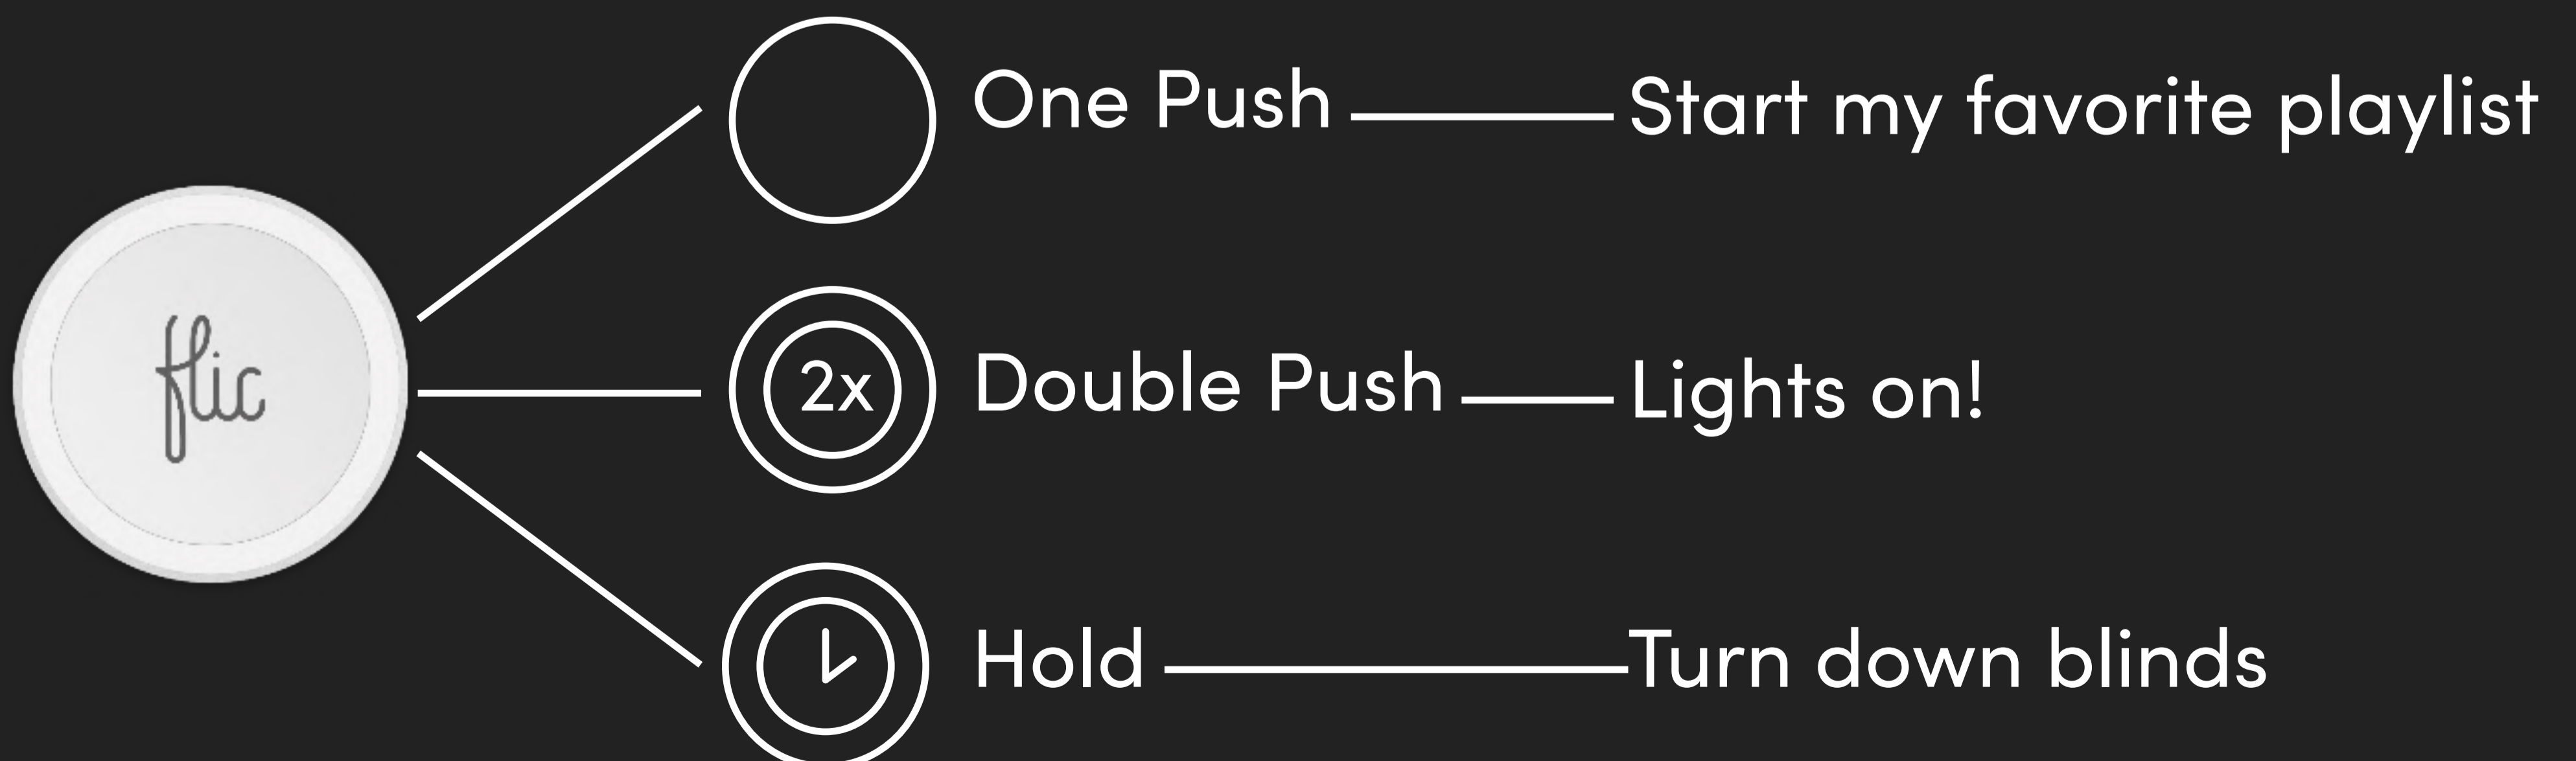 flic
One Push
Start my favorite playlist
2x
Double Push
Lights on!
Hold
Turn down blinds